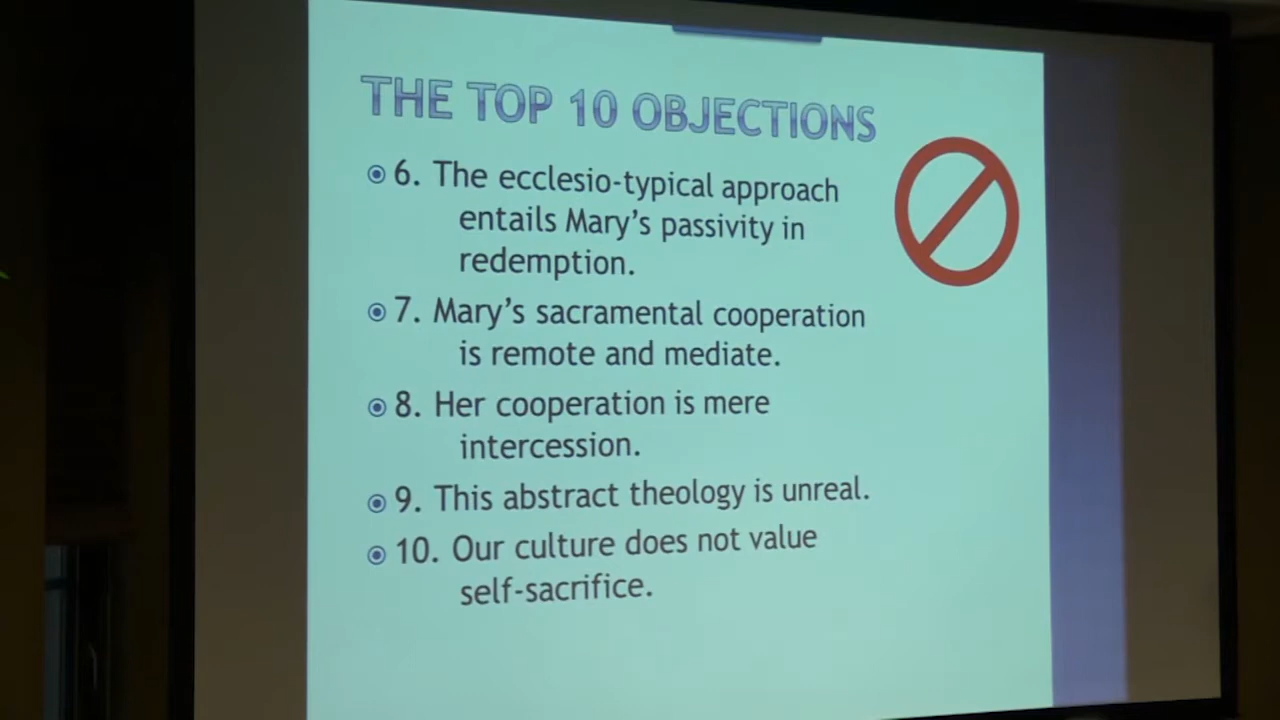 THE TOP 10 OBJECTIONS
6. The ecclesio-typical approach
entails Mary's passivity in
redemption.
7. Mary's sacramental cooperation
is remote and mediate.
8. Her cooperation is mere
intercession.
9. This abstract theology is unreal.
10. Our culture does not value
self-sacrifice.